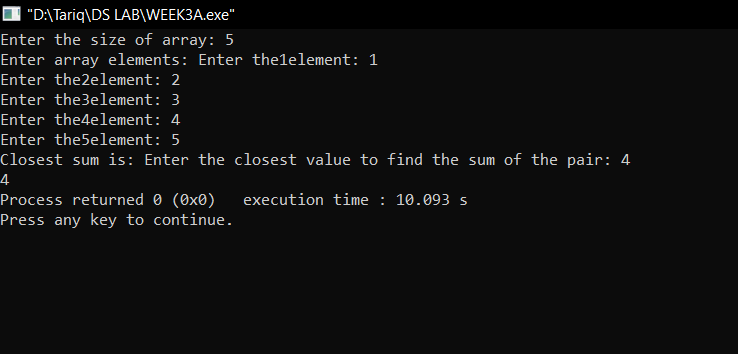 "D:\Tariq\DS LAB\WEEK3A.exe"
Enter the size of array: 5
Enter array elements: Enter the1element: 1
Enter the2element: 2
Enter the3element: 3
Enter the4element: 4
Enter the5element: 5
Closest sum is: Enter the closest value to find the sum of the pair: 4
4
Process returned 0 (0x0)   execution time : 10.093 s
Press any key to continue.